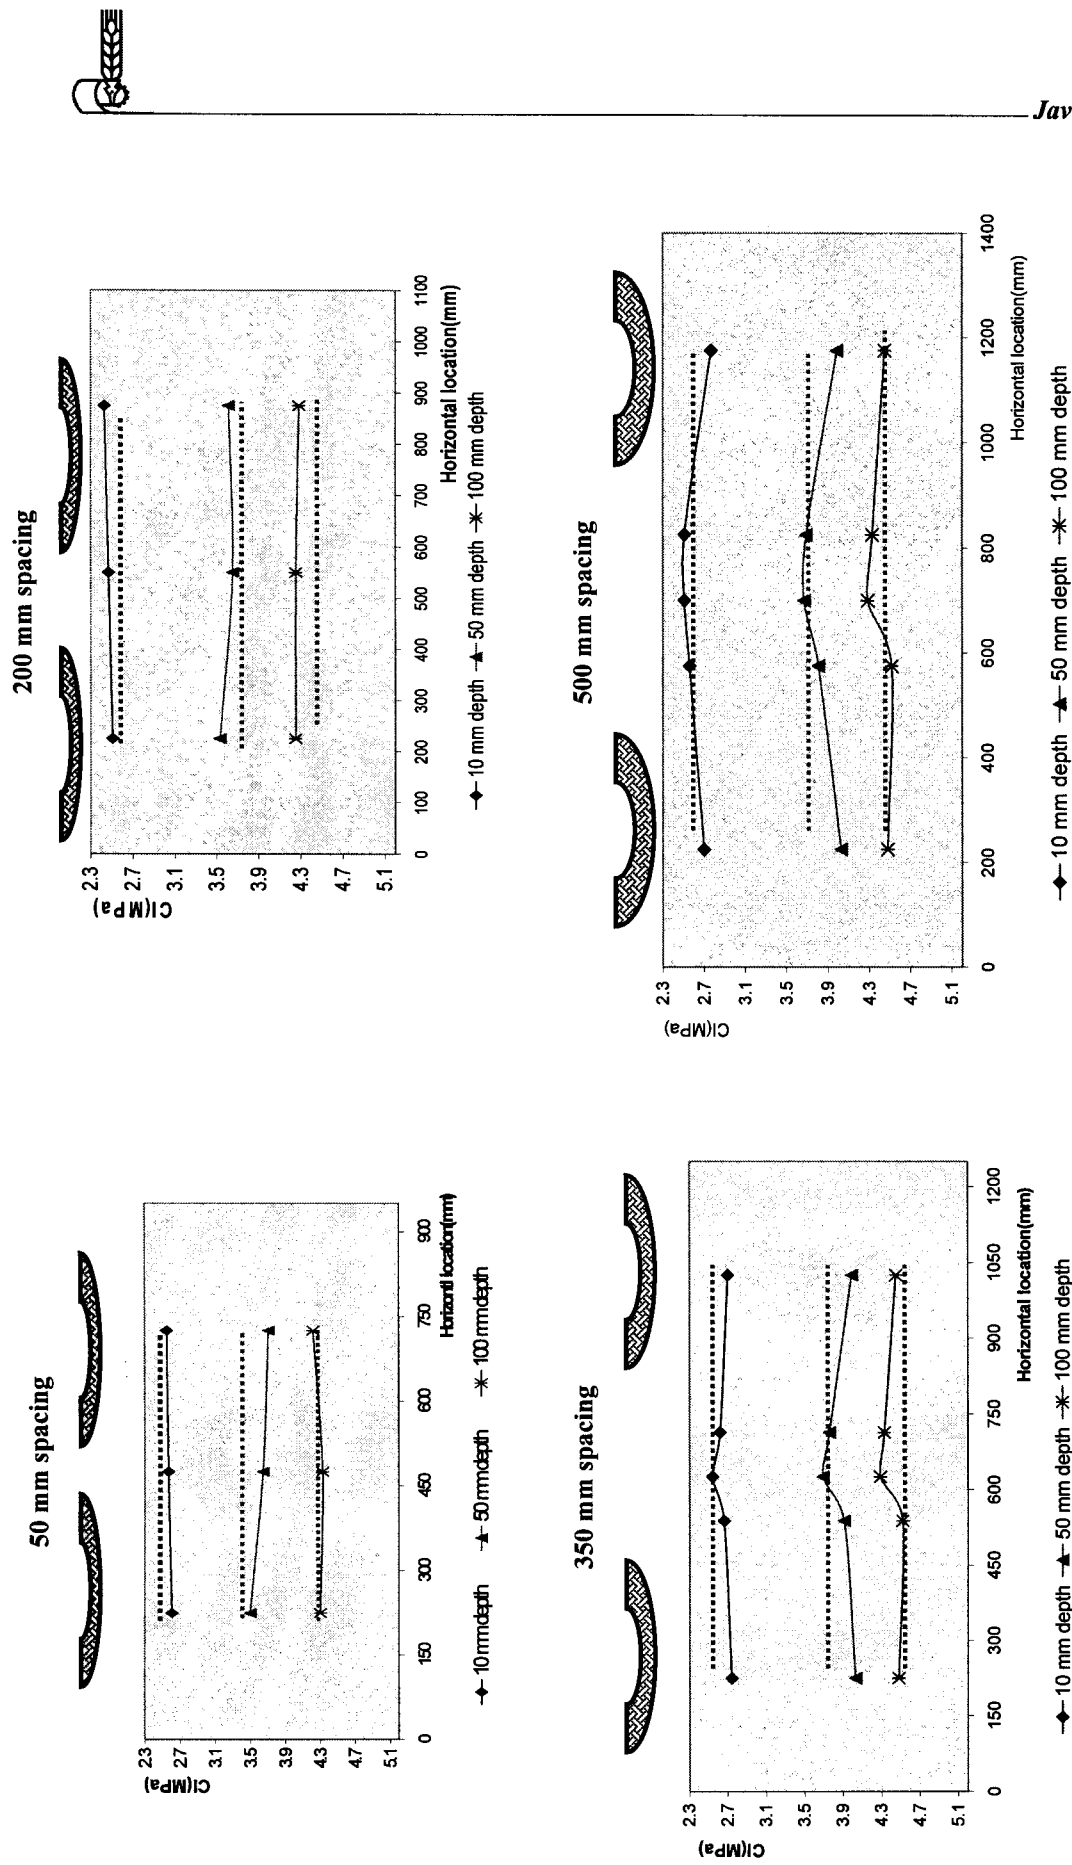 Jav
50 mm spacing
CI(MPa)
2.3
2.7
3.1
3.5
3.9
4.3
4.7
5.1
0 150 300 450 600 750 900
Horizontl location(mm)
10 mm depth 50 mm depth 100 mm depth
200 mm spacing
CI(MPa)
2.3
2.7
3.1
3.5
3.9
4.3
4.7
5.1
0 100 200 300 400 500 600 700 800 900 1000 1100
Horizontal location(mm)
10 mm depth 50 mm depth 100 mm depth
350 mm spacing
CI(MPa)
2.3
2.7
3.1
3.5
3.9
4.3
4.7
5.1
0 150 300 450 600 750 900 1050 1200
Horizontal location(mm)
10 mm depth 50 mm depth 100 mm depth
500 mm spacing
CI(MPa)
2.3
2.7
3.1
3.5
3.9
4.3
4.7
5.1
0 200 400 600 800 1000 1200 1400
Horizontal location(mm)
10 mm depth 50 mm depth 100 mm depth